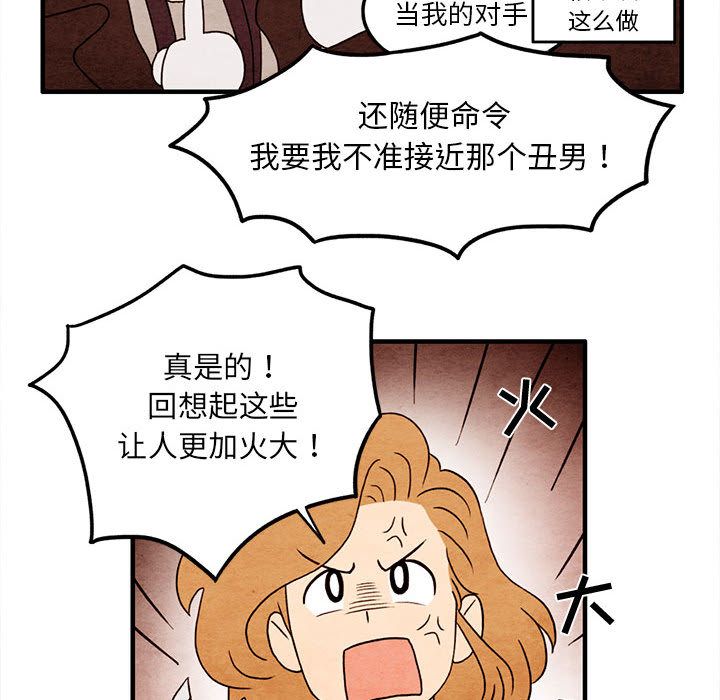 当我的对手
这么做
还随便命令
我要我不准接近那个丑男！
真是的！
回想起这些
让人更加火大！
火
大